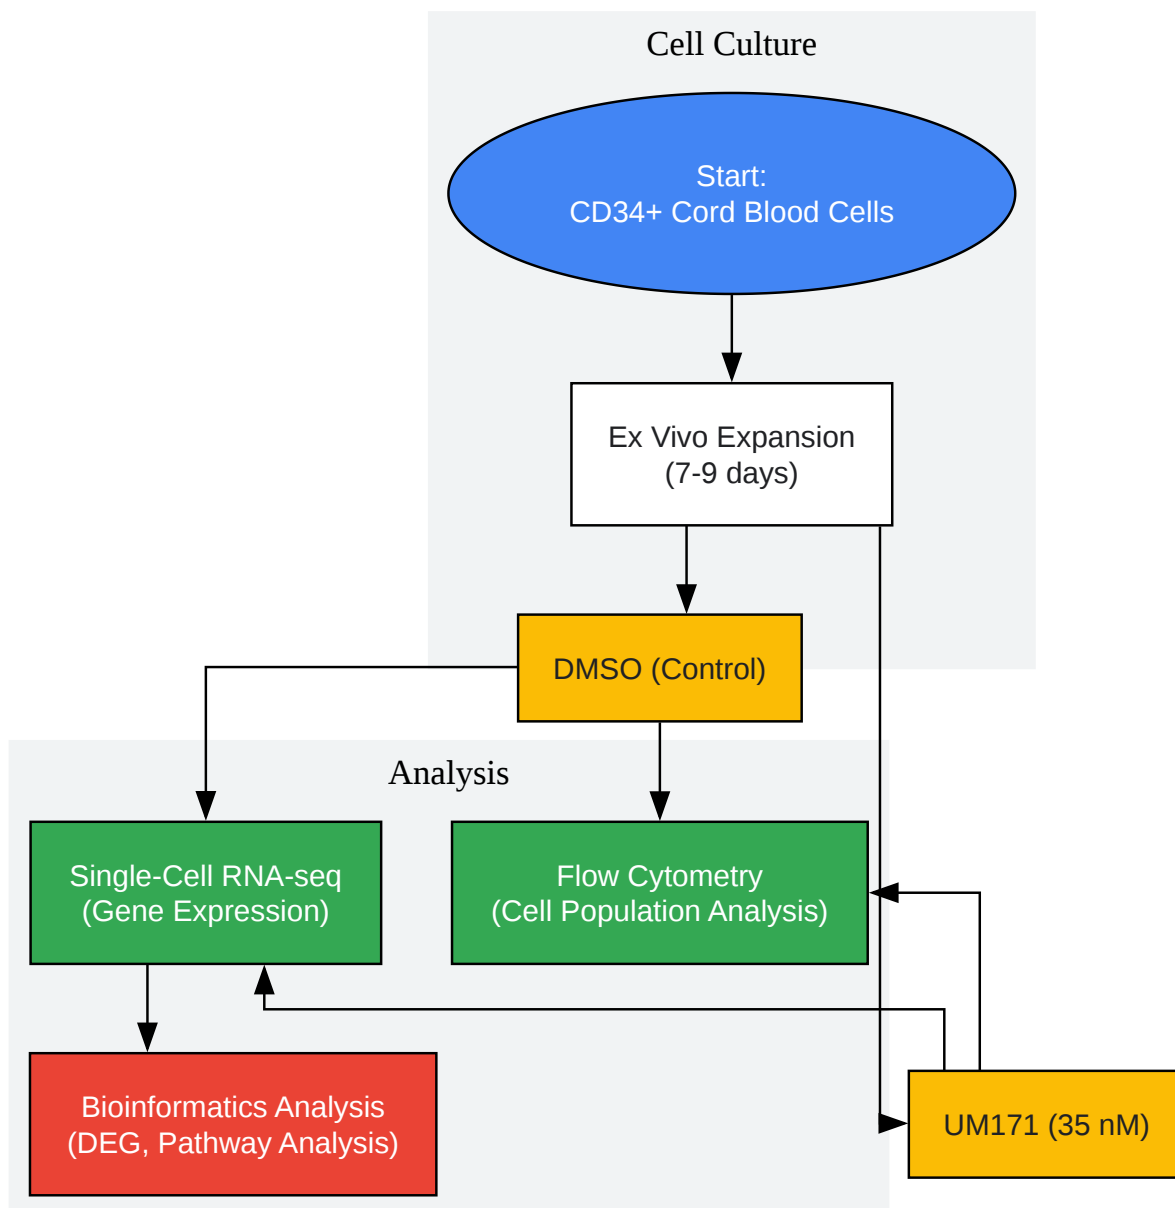 Cell Culture
Start:
CD34+ Cord Blood Cells
Ex Vivo Expansion
(7-9 days)
DMSO (Control)
Analysis
Single-Cell RNA-seq
(Gene Expression)
Flow Cytometry
(Cell Population Analysis)
Bioinformatics Analysis
(DEG, Pathway Analysis)
UM171 (35 nM)